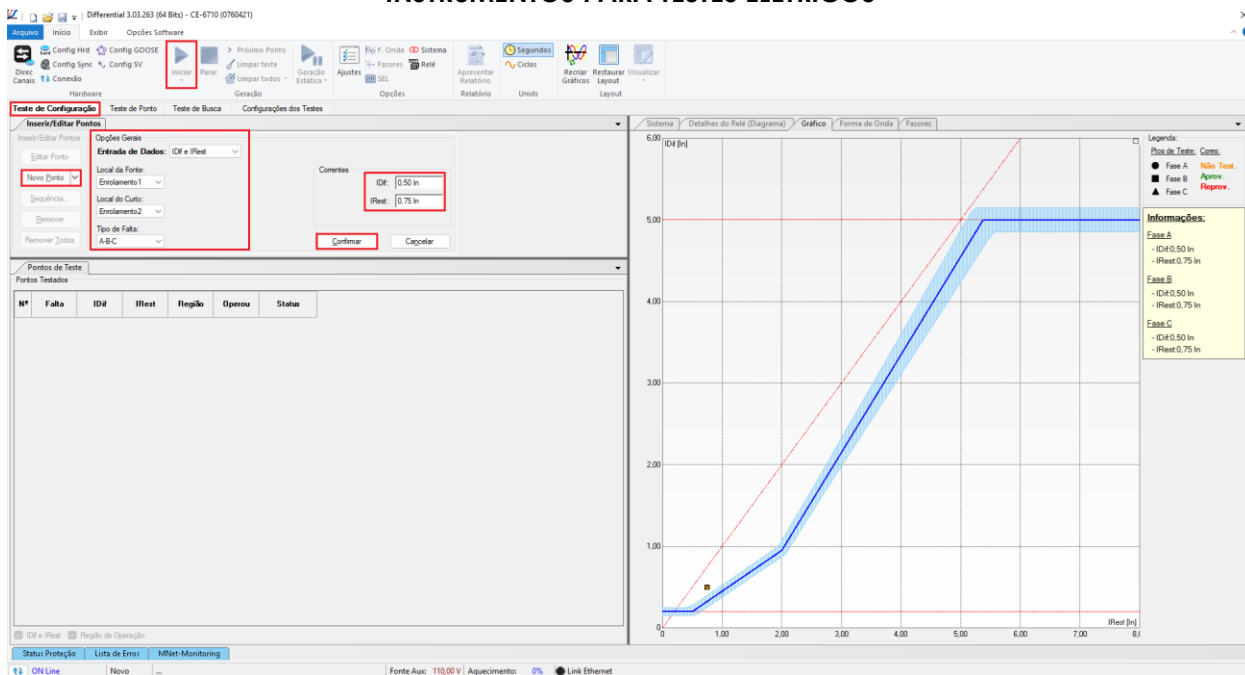 INSTRUMENTOS PARA TESTES ELÉTRICOS
Differential 3.03.263 (64 Bits) - CE-6710 (0760421)
Arquivo Início Exibir Opções Software
Direc Canais
Config Hrd
Config Sync
Conexão
Config GOOSE
Config SV
Hardware
Iniciar
Parar
Próximo Ponto
Limpar teste
Limpar todos
Geração Estática
Geração
Ajustes
F. Onda
Fasores
SEL
Sistema
Relé
Opções
Apresentar Relatório
Relatório
Segundos
Ciclos
Unids
Recriar Gráficos
Restaurar Layout
Visualizar
Layout
Teste de Configuração Teste de Ponto Teste de Busca Configurações dos Testes
Inserir/Editar Pontos
Inserir/Editar Pontos
Editar Ponto
Novo Ponto
Sequência...
Remover
Remover Todos
Opções Gerais
Entrada de Dados: IDif e IRest
Local da Fonte:
Enrolamento1
Local do Curto:
Enrolamento2
Tipo de Falta:
A-B-C
Correntes
IDif: 0,50 In
IRest: 0,75 In
Confirmar Cancelar
Pontos de Teste
Pontos Testados
Nº Falta IDif IRest Região Operou Status
IDif e IRest Região de Operação
Sistema Detalhes do Relé (Diagrama) Gráfico Forma de Onda Fasores
IDif [In]
6,00
5,00
4,00
3,00
2,00
1,00
0
0 1,00 2,00 3,00 4,00 5,00 6,00 7,00 8,
IRest [In]
Legenda:
Ptos de Teste: Cores:
Fase A Não Test.
Fase B Aprov.
Fase C Reprov.
Informações:
Fase A
- IDif:0,50 In
- IRest:0,75 In
Fase B
- IDif:0,50 In
- IRest:0,75 In
Fase C
- IDif:0,50 In
- IRest:0,75 In
Status Proteção Lista de Erros MNet-Monitoring
ON Line Novo ... Fonte Aux: 110,00 V Aquecimento: 0% Link Ethernet